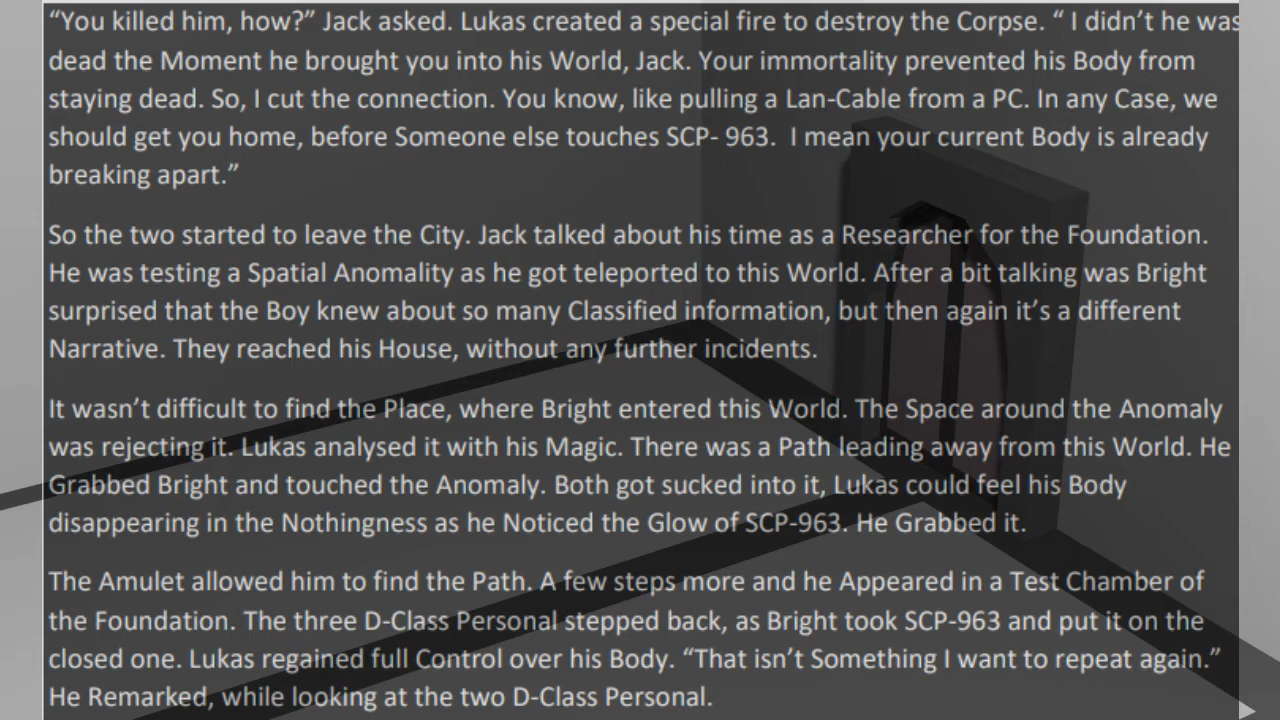 “You killed him, how?” Jack asked. Lukas created a special fire to destroy the Corpse. “ I didn’t he was
dead the Moment he brought you into his World, Jack. Your immortality prevented his Body from
staying dead. So, I cut the connection. You know, like pulling a Lan-Cable from a PC. In any Case, we
should get you home, before Someone else touches SCP- 963.  I mean your current Body is already
breaking apart.”
So the two started to leave the City. Jack talked about his time as a Researcher for the Foundation.
He was testing a Spatial Anomality as he got teleported to this World. After a bit talking was Bright
surprised that the Boy knew about so many Classified information, but then again it’s a different
Narrative. They reached his House, without any further incidents.
It wasn’t difficult to find the Place, where Bright entered this World. The Space around the Anomaly
was rejecting it. Lukas analysed it with his Magic. There was a Path leading away from this World. He
Grabbed Bright and touched the Anomaly. Both got sucked into it, Lukas could feel his Body
disappearing in the Nothingness as he Noticed the Glow of SCP-963. He Grabbed it.
The Amulet allowed him to find the Path. A few steps more and he Appeared in a Test Chamber of
the Foundation. The three D-Class Personal stepped back, as Bright took SCP-963 and put it on the
closed one. Lukas regained full Control over his Body. “That isn’t Something I want to repeat again.”
He Remarked, while looking at the two D-Class Personal.